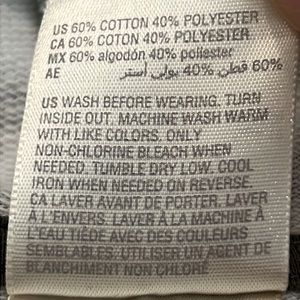 US 60% COTTON 40% POLYESTER
CA 60% COTON 40% POLYESTER
MX 60% algodón 40% poliester
AE 60% قطن 40% بولي أستر
US WASH BEFORE WEARING. TURN
INSIDE OUT. MACHINE WASH WARM
WITH LIKE COLORS. ONLY
NON-CHLORINE BLEACH WHEN
NEEDED. TUMBLE DRY LOW. COOL
IRON WHEN NEEDED ON REVERSE.
CA LAVER AVANT DE PORTER. LAVER
À L'ENVERS. LAVER À LA MACHINE À
L'EAU TIÈDE AVEC DES COULEURS
SEMBLABLES. UTILISER UN AGENT DE
BLANCHIMENT NON CHLORÉ